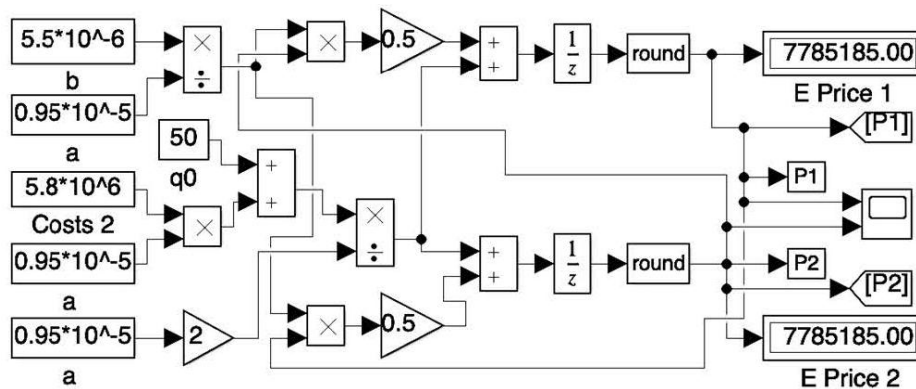 5.5*10^-6
b
0.95*10^-5
a
×
÷
×
0.5
+
+
1
z
round
7785185.00
E Price 1
[P1]
50
q0
5.8*10^6
Costs 2
0.95*10^-5
a
×
+
+
×
÷
P1
+
+
1
z
round
P2
[P2]
0.95*10^-5
a
2
×
0.5
7785185.00
E Price 2